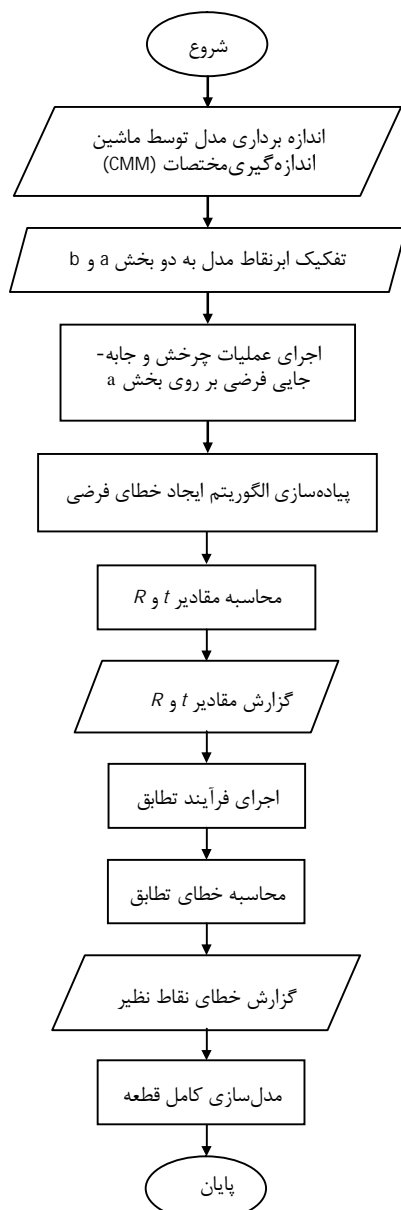 شروع
اندازه برداری مدل توسط ماشین
اندازه‌گیری‌مختصات (CMM)
تفکیک ابرنقاط مدل به دو بخش a و b
اجرای عملیات چرخش و جابه-
جایی فرضی بر روی بخش a
پیاده‌سازی الگوریتم ایجاد خطای فرضی
محاسبه مقادیر t و R
گزارش مقادیر t و R
اجرای فرآیند تطابق
محاسبه خطای تطابق
گزارش خطای نقاط نظیر
مدل‌سازی کامل قطعه
پایان